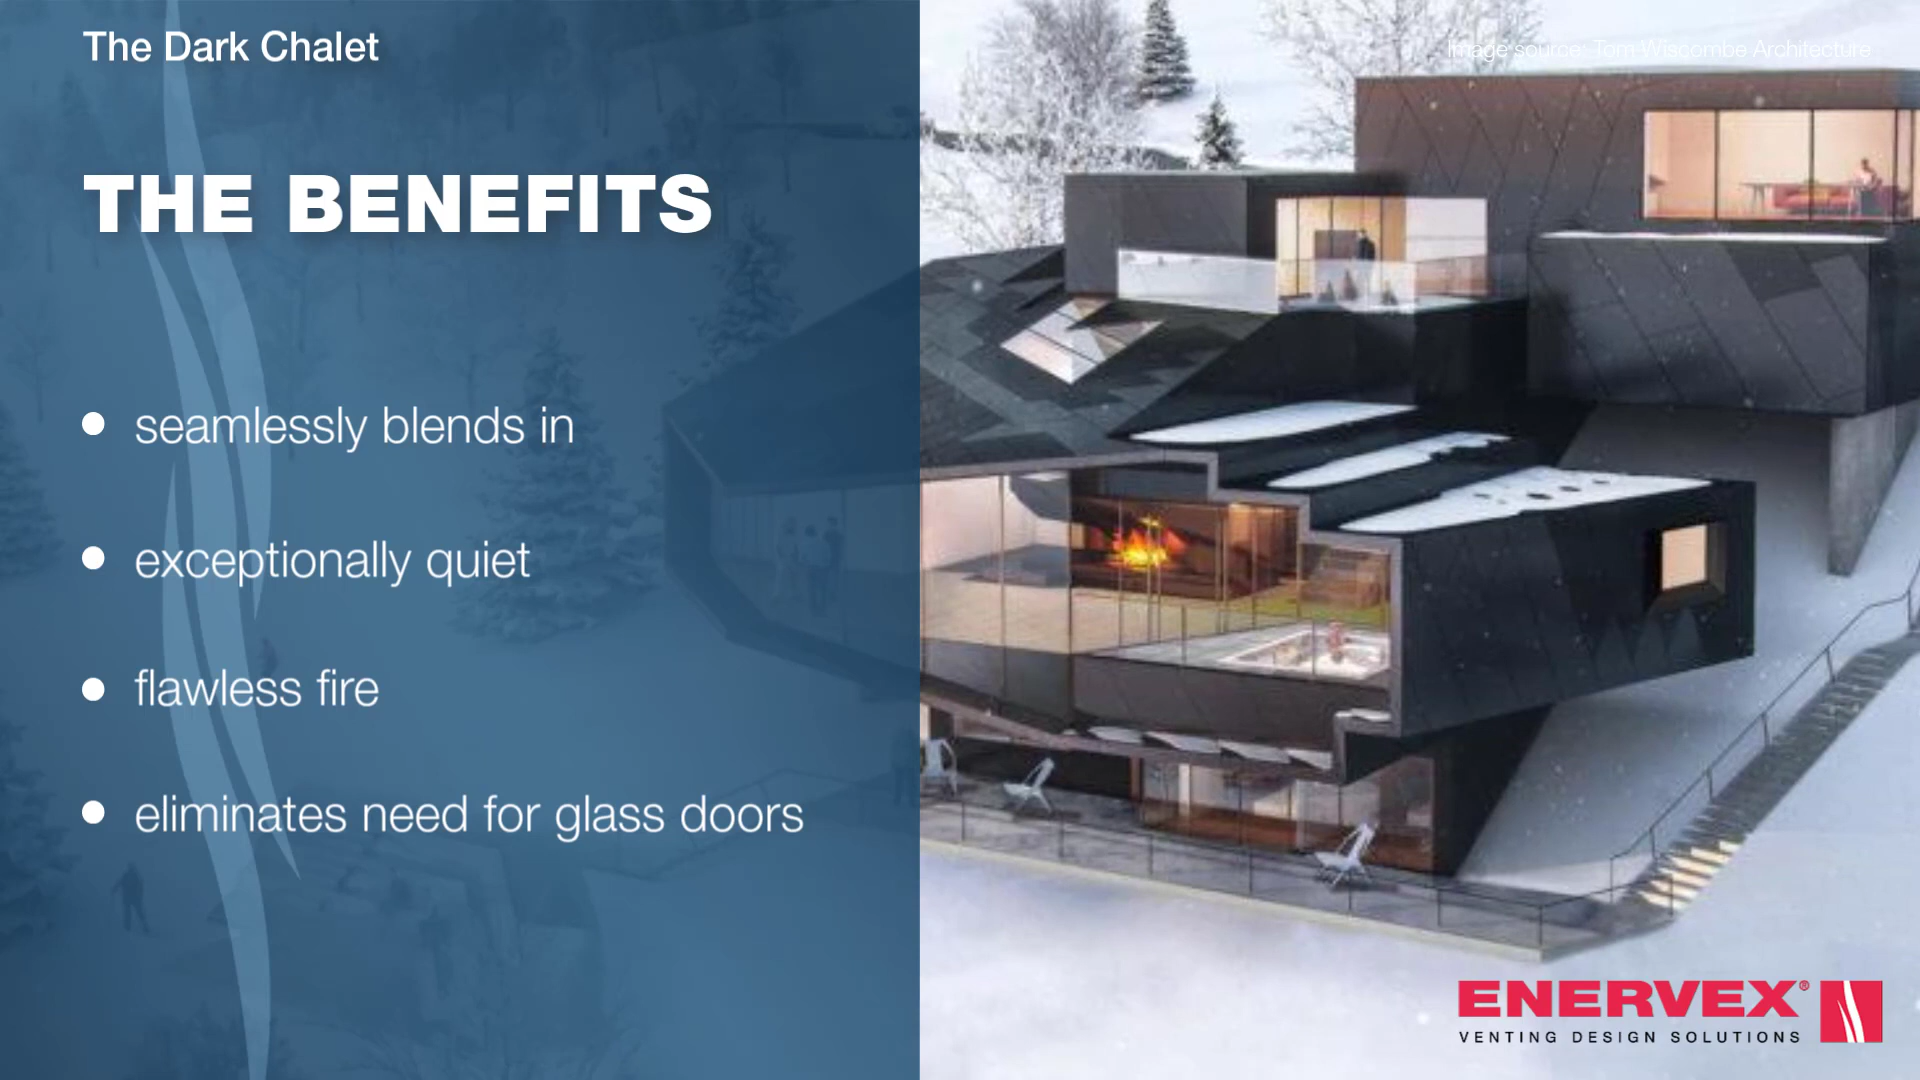 The Dark Chalet
Image source: Tom Wiscombe Architecture
THE BENEFITS
seamlessly blends in
exceptionally quiet
flawless fire
eliminates need for glass doors
ENERVEX®
VENTING DESIGN SOLUTIONS